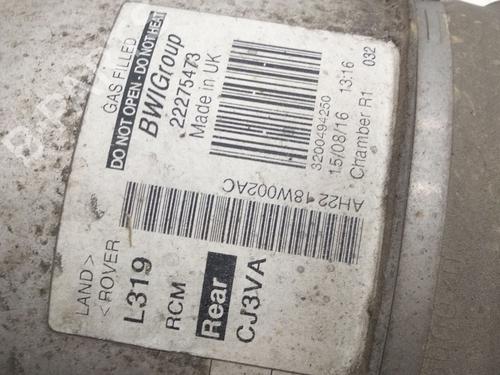 GAS FILLED
DO NOT OPEN - DO NOT HEAT
BWIGroup
22275473
Made in UK
3200494250
15/08/16 13:16
Chamber R1 032
AH22 18W002AC
LAND >
< ROVER
L319
RCM
Rear
CJ3VA